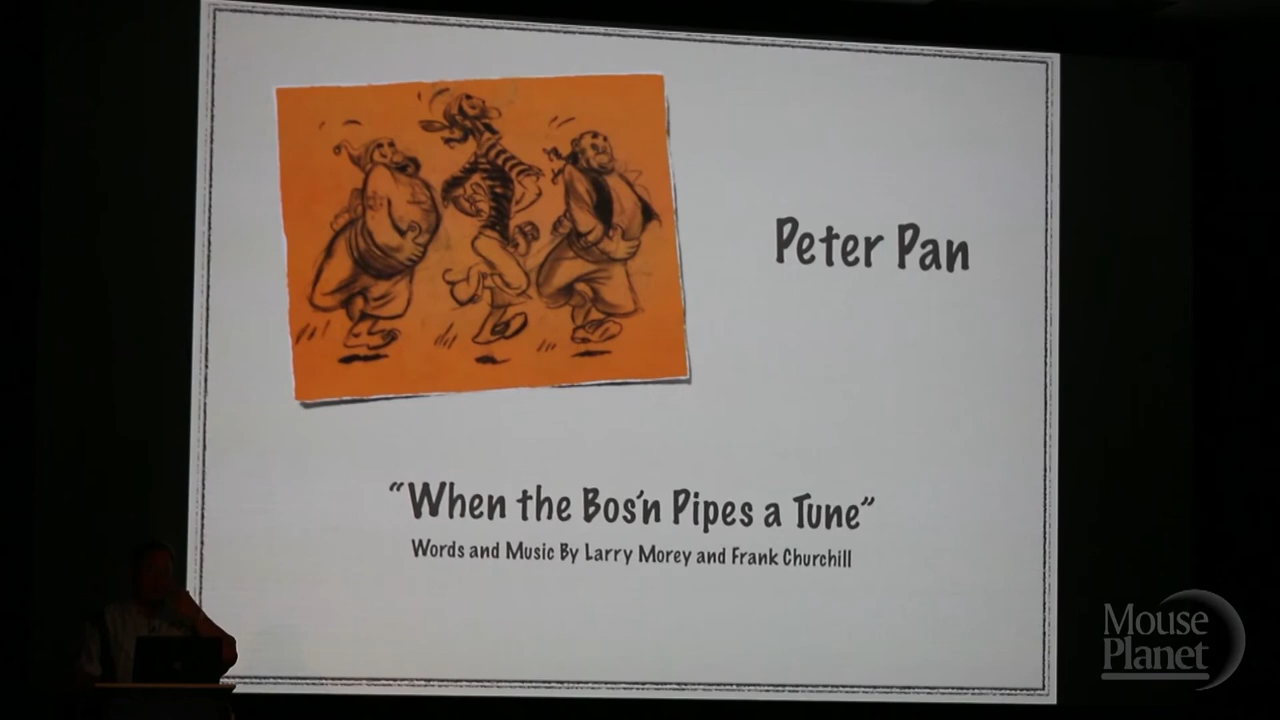 Peter Pan
“When the Bos'n Pipes a Tune”
Words and Music By Larry Morey and Frank Churchill
Mouse
Planet